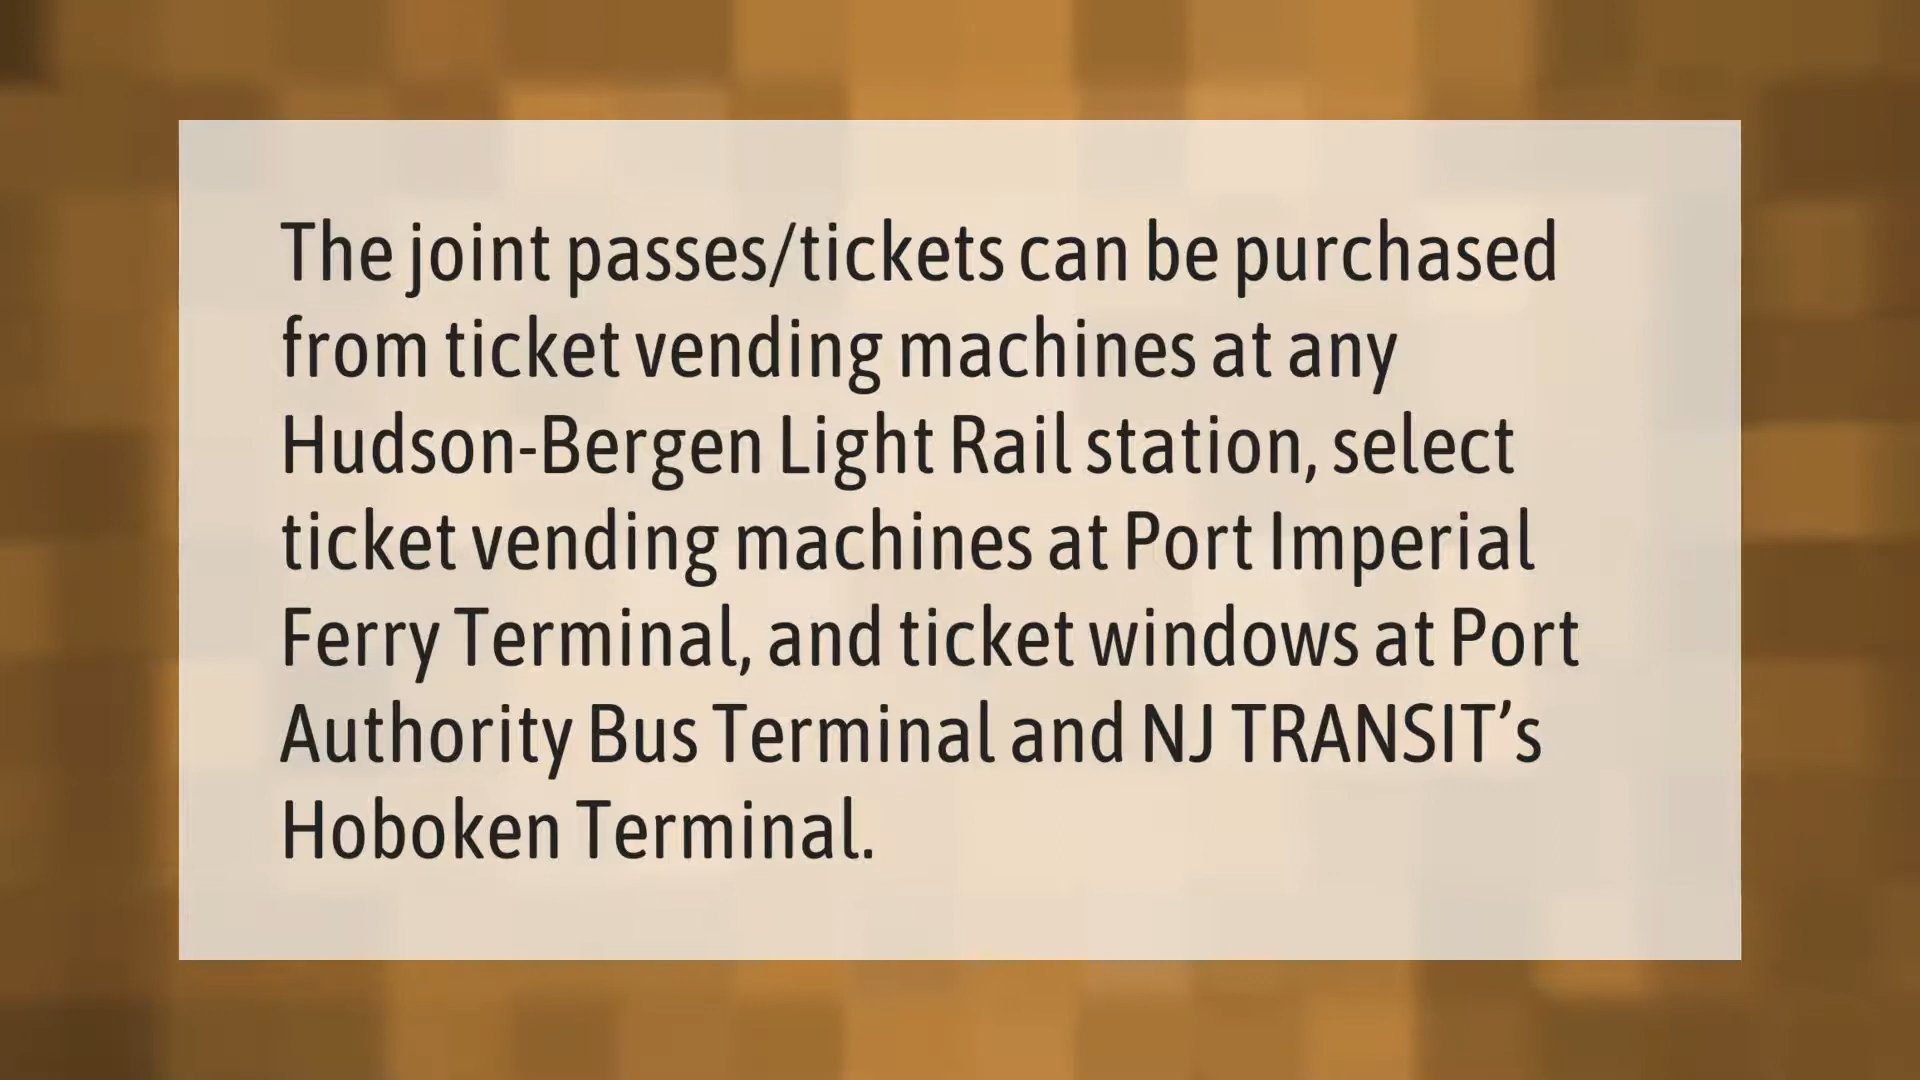 The joint passes/tickets can be purchased
from ticket vending machines at any
Hudson-Bergen Light Rail station, select
ticket vending machines at Port Imperial
Ferry Terminal, and ticket windows at Port
Authority Bus Terminal and NJ TRANSIT’s
Hoboken Terminal.